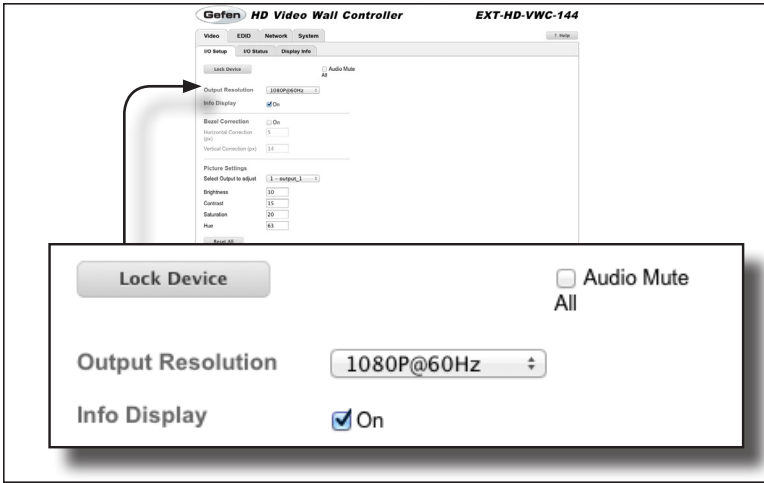 Gefen HD Video Wall Controller EXT-HD-VWC-144
Video EDID Network System ? Help
I/O Setup I/O Status Display Info
Lock Device Audio Mute
All
Output Resolution 1080P@60Hz
Info Display On
Bezel Correction On
Horizontal Correction 5
(px)
Vertical Correction (px) 14
Picture Settings
Select Output to adjust 1 - output_1
Brightness 30
Contrast 15
Saturation 20
Hue 63
Reset All
Lock Device Audio Mute
All
Output Resolution 1080P@60Hz
Info Display On